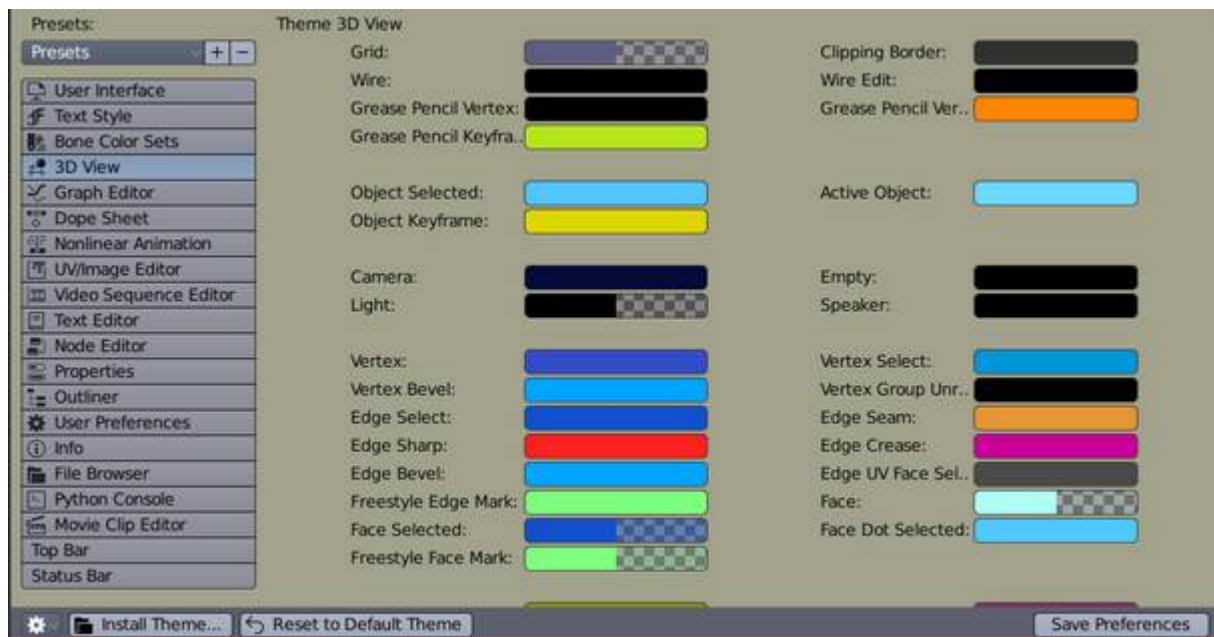 Presets:
Presets
+ −
User Interface
Text Style
Bone Color Sets
3D View
Graph Editor
Dope Sheet
Nonlinear Animation
UV/Image Editor
Video Sequence Editor
Text Editor
Node Editor
Properties
Outliner
User Preferences
Info
File Browser
Python Console
Movie Clip Editor
Top Bar
Status Bar
Theme 3D View
Grid:
Clipping Border:
Wire:
Wire Edit:
Grease Pencil Vertex:
Grease Pencil Ver..
Grease Pencil Keyfra..
Object Selected:
Active Object:
Object Keyframe:
Camera:
Empty:
Light:
Speaker:
Vertex:
Vertex Select:
Vertex Bevel:
Vertex Group Unr..
Edge Select:
Edge Seam:
Edge Sharp:
Edge Crease:
Edge Bevel:
Edge UV Face Sel..
Freestyle Edge Mark:
Face:
Face Selected:
Face Dot Selected:
Freestyle Face Mark:
Install Theme...
Reset to Default Theme
Save Preferences